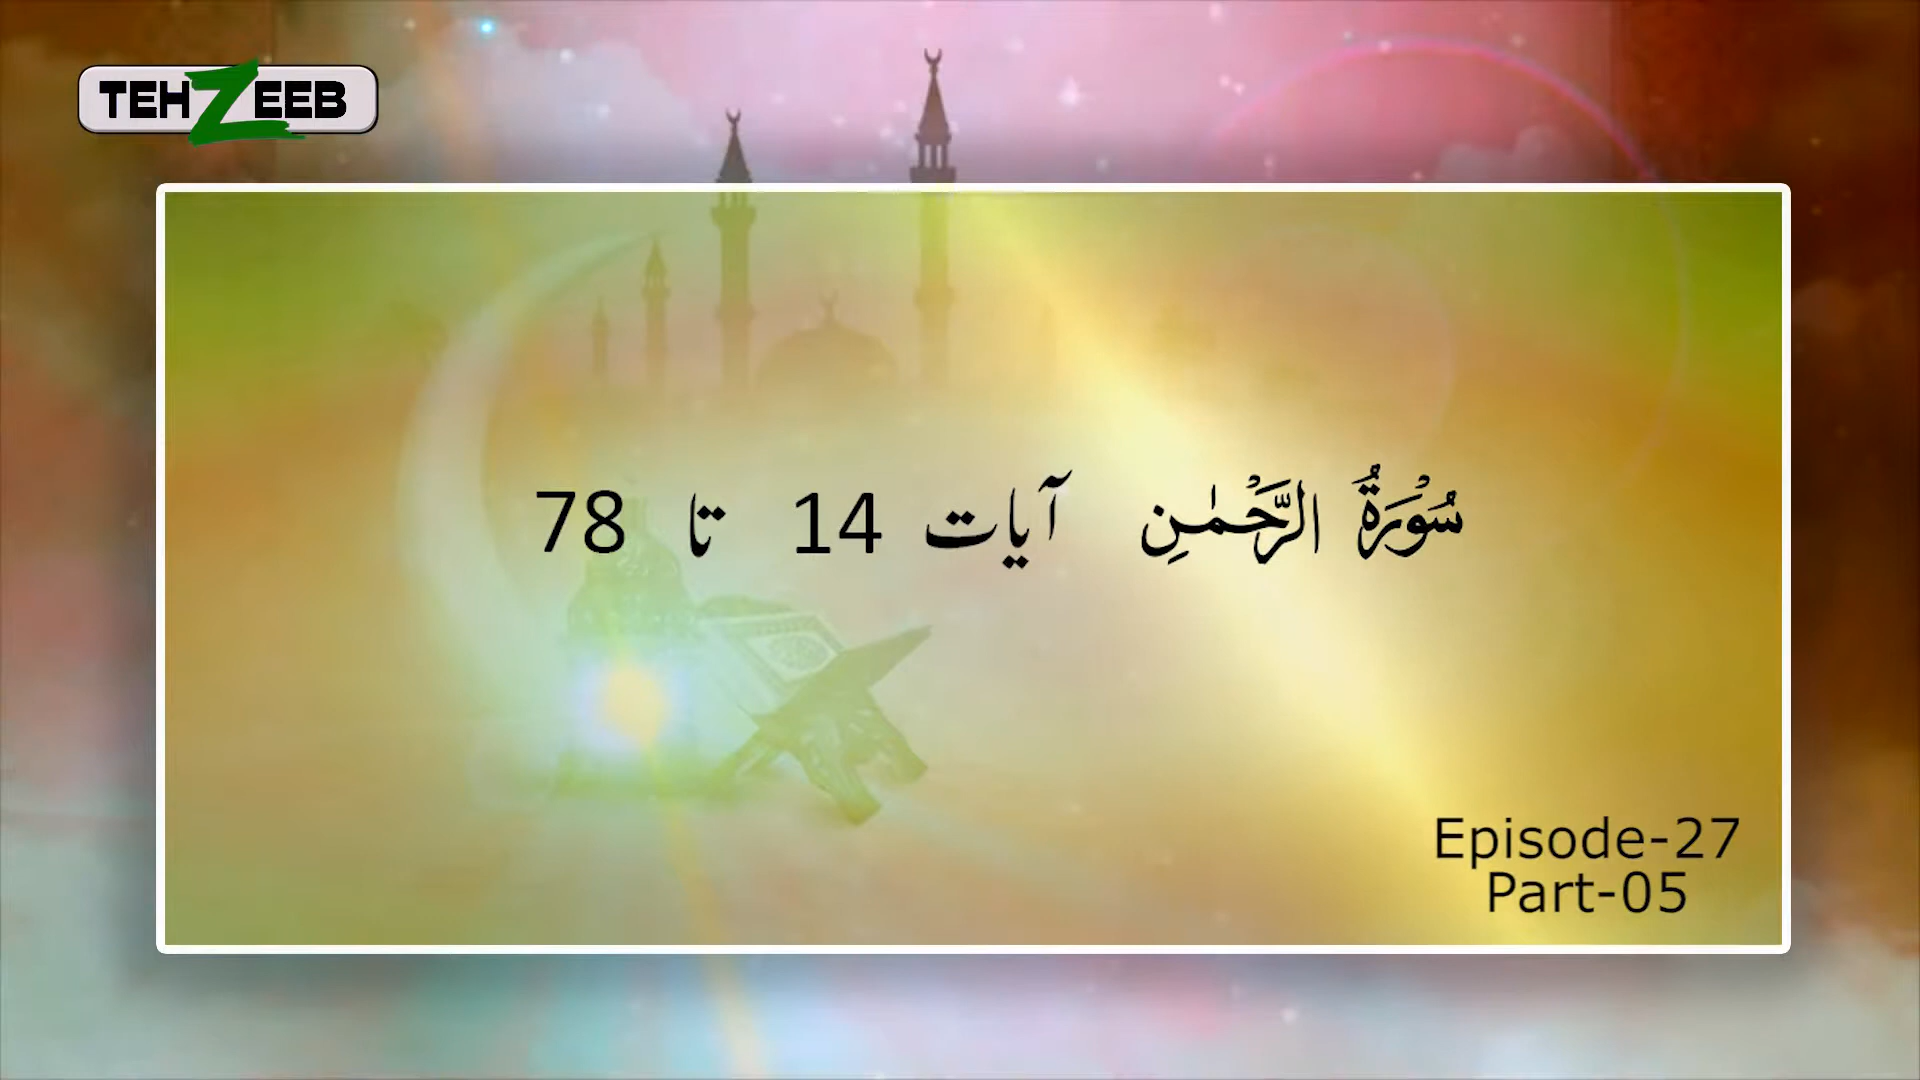 TEHZEEB
سُوْرَةُ الرَّحْمٰنِ آیات 14 تا 78
Episode-27
Part-05